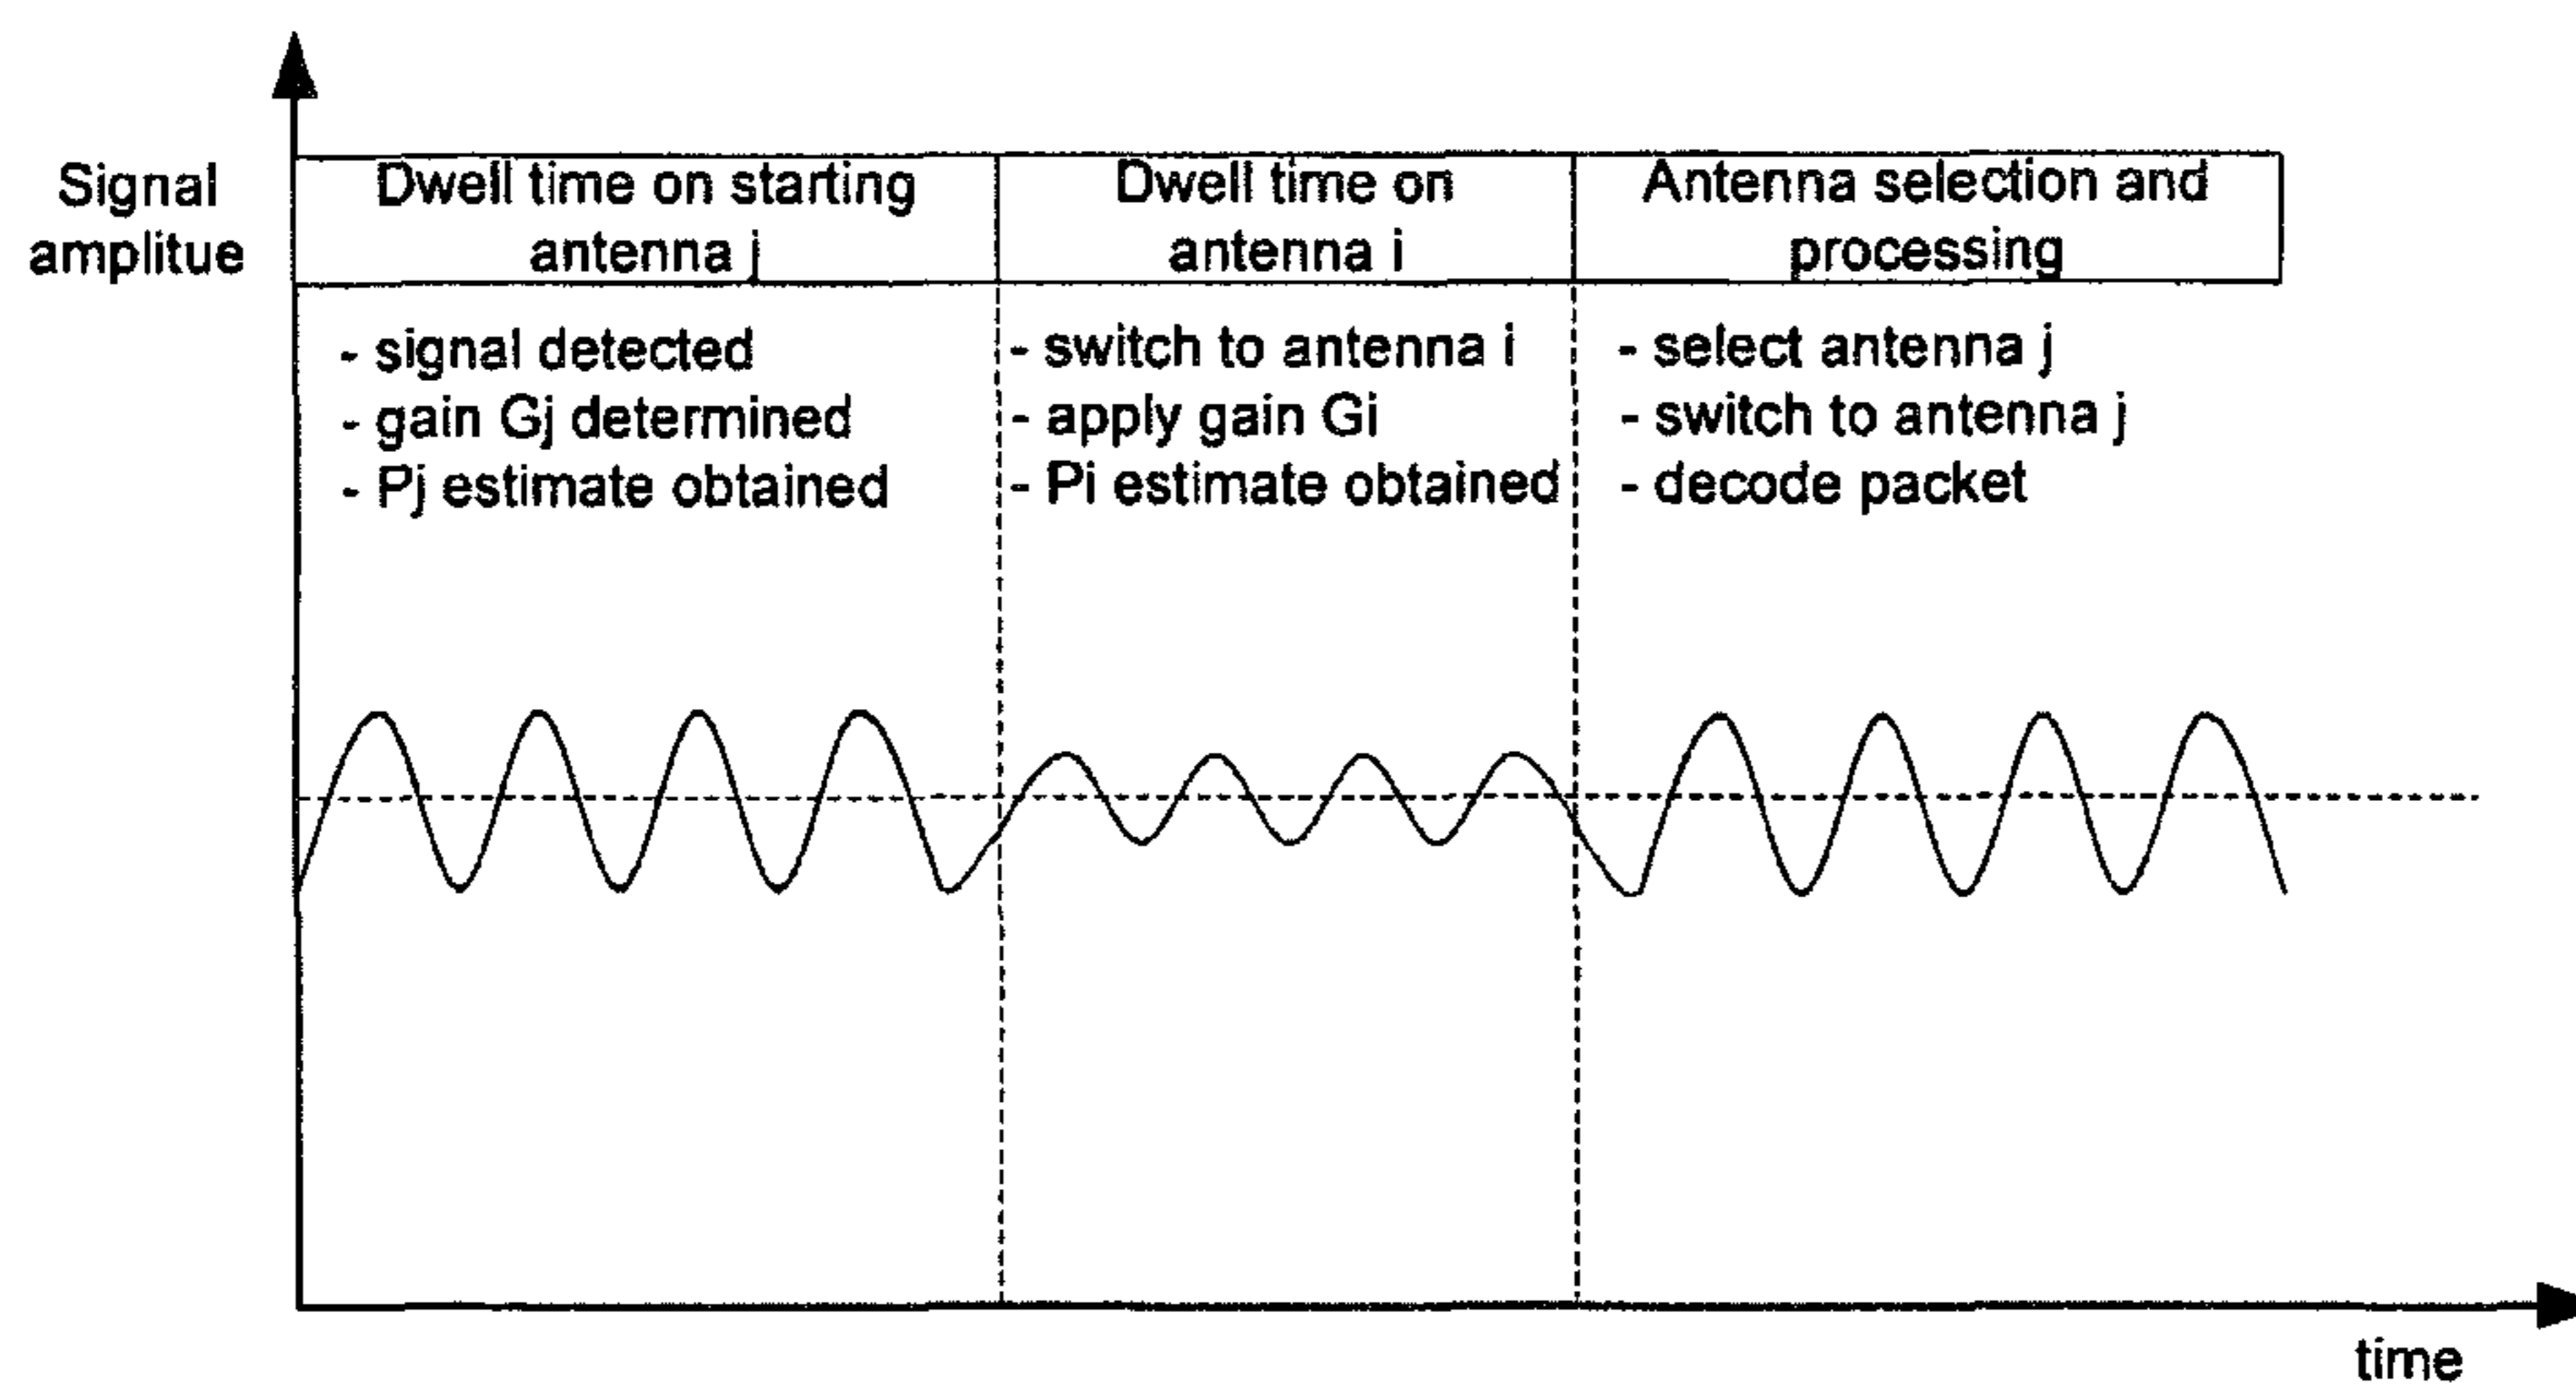 Signal
amplitue
Dwell time on starting
antenna j
Dwell time on
antenna i
Antenna selection and
processing
- signal detected
- gain Gj determined
- Pj estimate obtained
- switch to antenna i
- apply gain Gi
- Pi estimate obtained
- select antenna j
- switch to antenna j
- decode packet
time